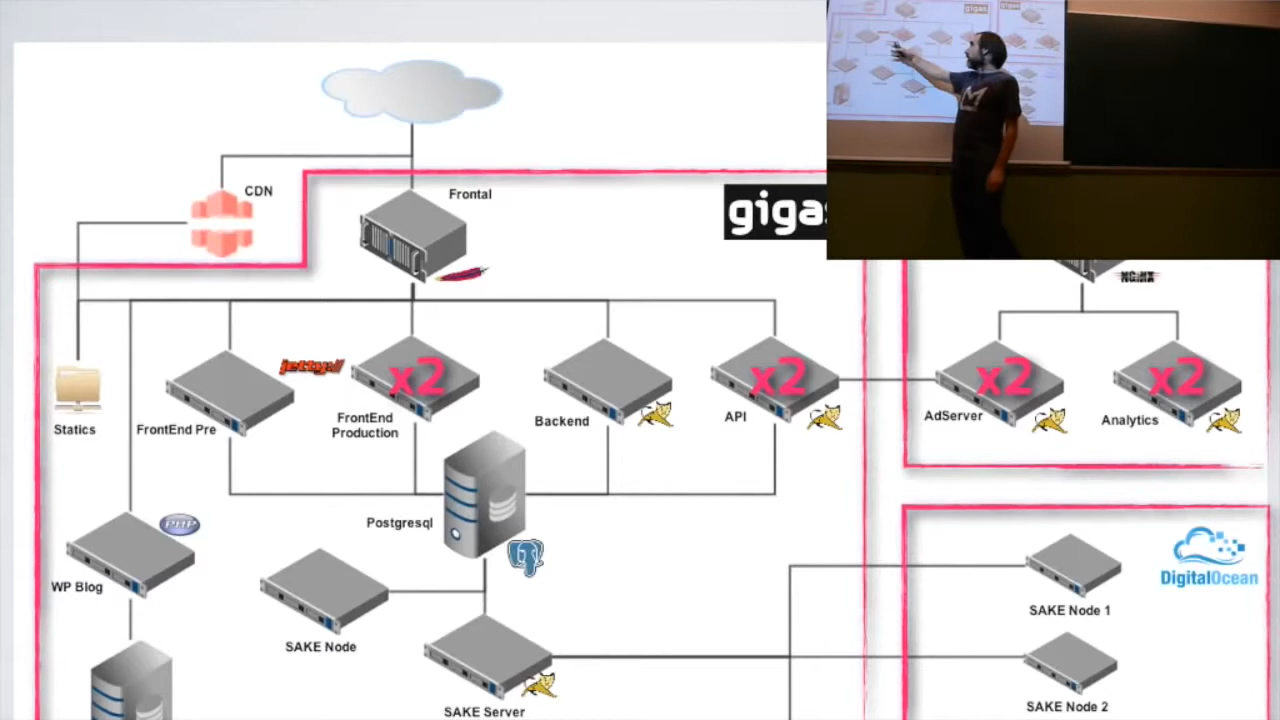 CDN
Frontal
gigas
NGINX
jetty://
x2
x2
x2
x2
Statics
FrontEnd Pre
FrontEnd
Production
Backend
API
AdServer
Analytics
Postgresql
php
WP Blog
SAKE Node
SAKE Server
DigitalOcean
SAKE Node 1
SAKE Node 2